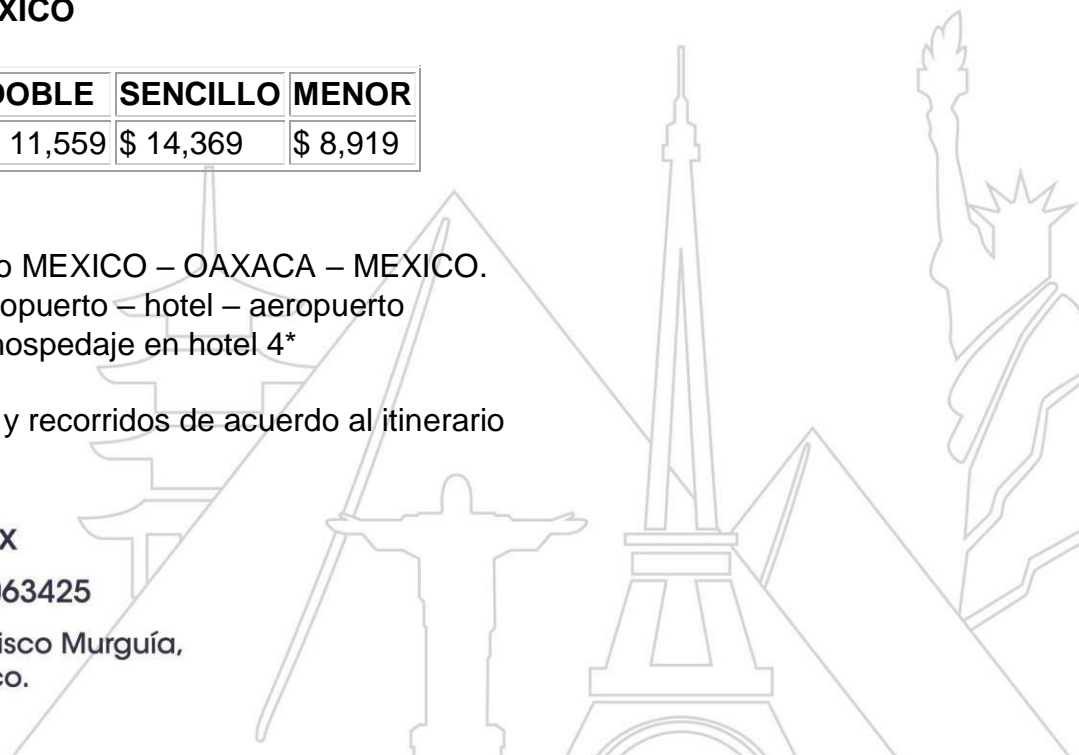 XICO
DOBLE SENCILLO MENOR
11,559 $ 14,369 $ 8,919
o MEXICO – OAXACA – MEXICO.
opuerto – hotel – aeropuerto
hospedaje en hotel 4*
y recorridos de acuerdo al itinerario
X
063425
isco Murguía,
co.